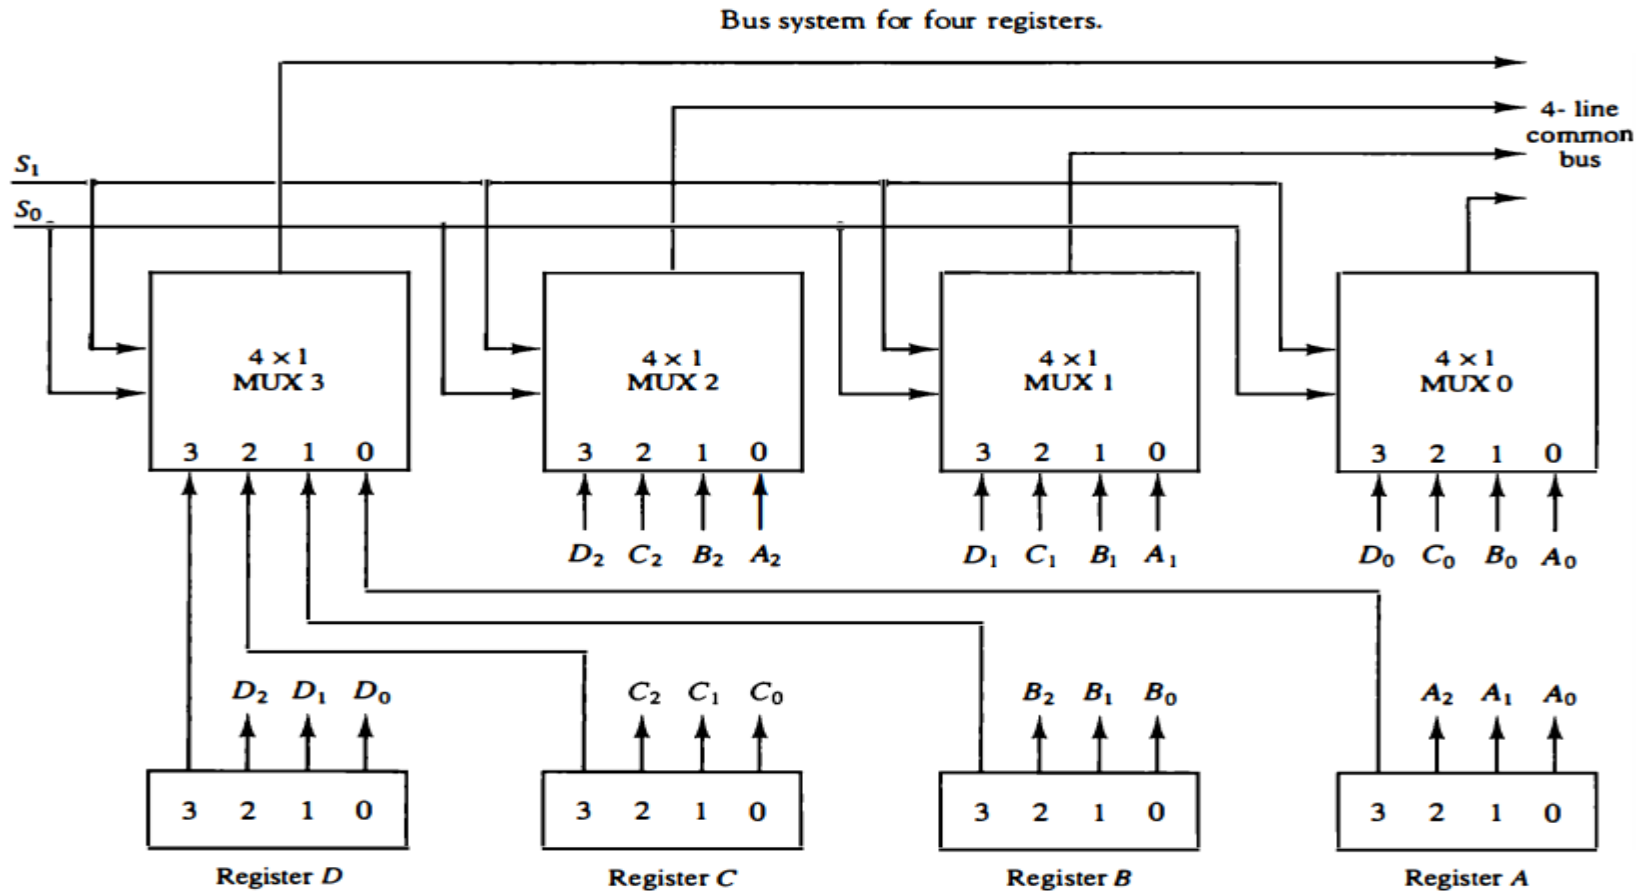 Bus system for four registers.
4- line
common
bus
S₁
S₀
4 × 1
MUX 3
3 2 1 0
4 × 1
MUX 2
3 2 1 0
4 × 1
MUX 1
3 2 1 0
4 × 1
MUX 0
3 2 1 0
D₂ C₂ B₂ A₂
D₁ C₁ B₁ A₁
D₀ C₀ B₀ A₀
D₂ D₁ D₀
C₂ C₁ C₀
B₂ B₁ B₀
A₂ A₁ A₀
3 2 1 0
3 2 1 0
3 2 1 0
3 2 1 0
Register D
Register C
Register B
Register A